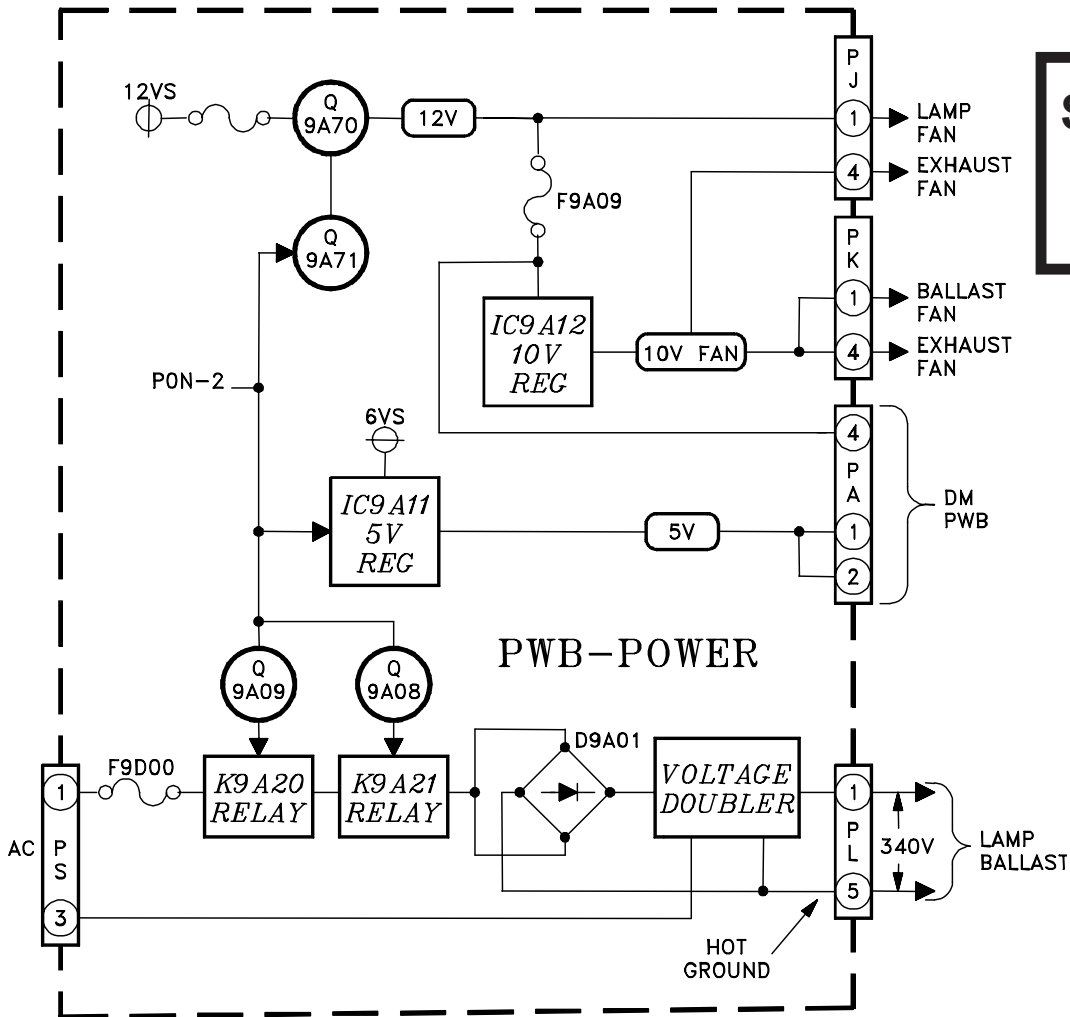 P
J
12VS
Q
9A70
12V
1
LAMP
FAN
4
EXHAUST
FAN
F9A09
Q
9A71
P
K
IC9A12
10V
REG
10V FAN
1
BALLAST
FAN
4
EXHAUST
FAN
PON-2
6VS
IC9A11
5V
REG
5V
4
P
A
1
2
DM
PWB
PWB-POWER
Q
9A09
Q
9A08
D9A01
F9D00
K9A20
RELAY
K9A21
RELAY
VOLTAGE
DOUBLER
AC
1
P
S
3
1
P
L
5
340V
LAMP
BALLAST
HOT
GROUND